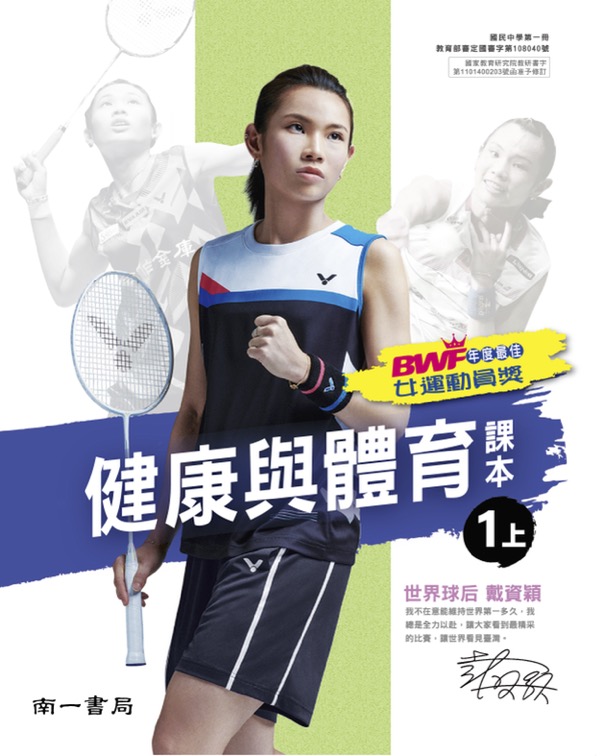 國民中學第一冊
教育部審定國審字第108040號
國家教育研究院教研書字
第1101400203號函准予修訂
金庫
BWF年度最佳
女運動員獎
健康與體育
課本
1上
世界球后 戴資穎
我不在意能維持世界第一多久，我
總是全力以赴，讓大家看到最精采
的比賽，讓世界看見臺灣。
南一書局